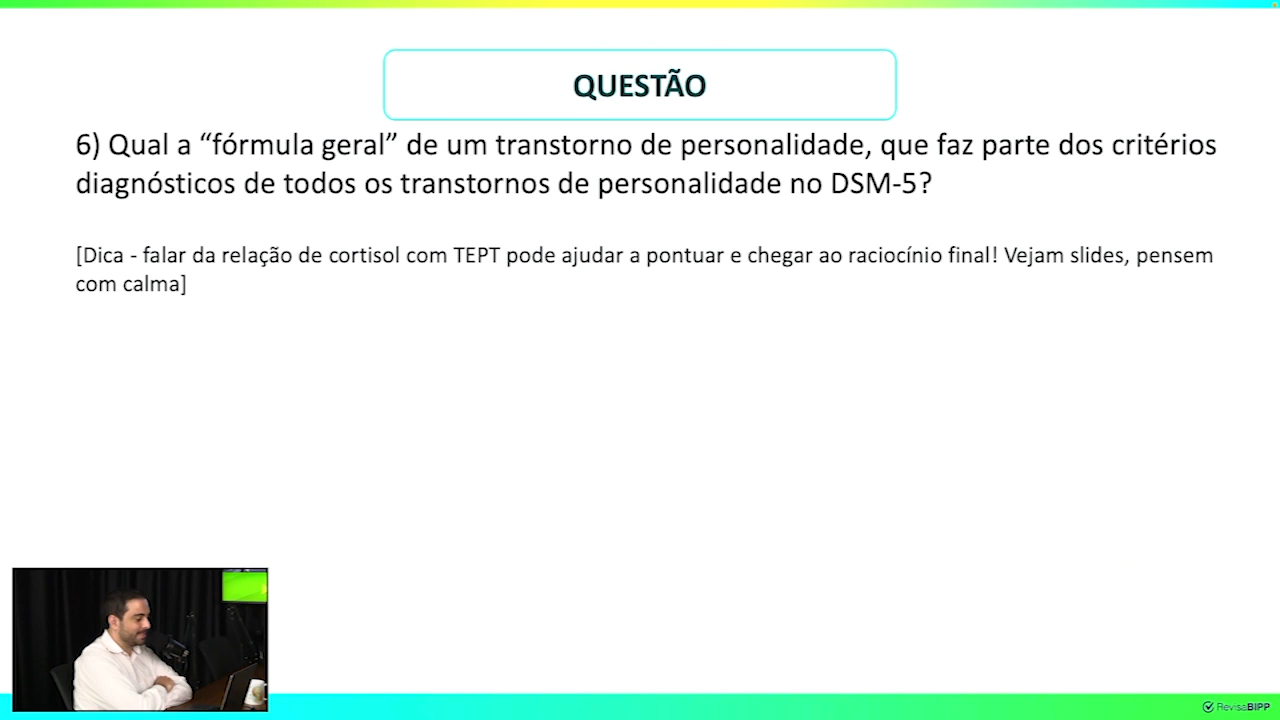 QUESTÃO
6) Qual a “fórmula geral” de um transtorno de personalidade, que faz parte dos critérios
diagnósticos de todos os transtornos de personalidade no DSM-5?
[Dica - falar da relação de cortisol com TEPT pode ajudar a pontuar e chegar ao raciocínio final! Vejam slides, pensem
com calma]
RevisaBIPP